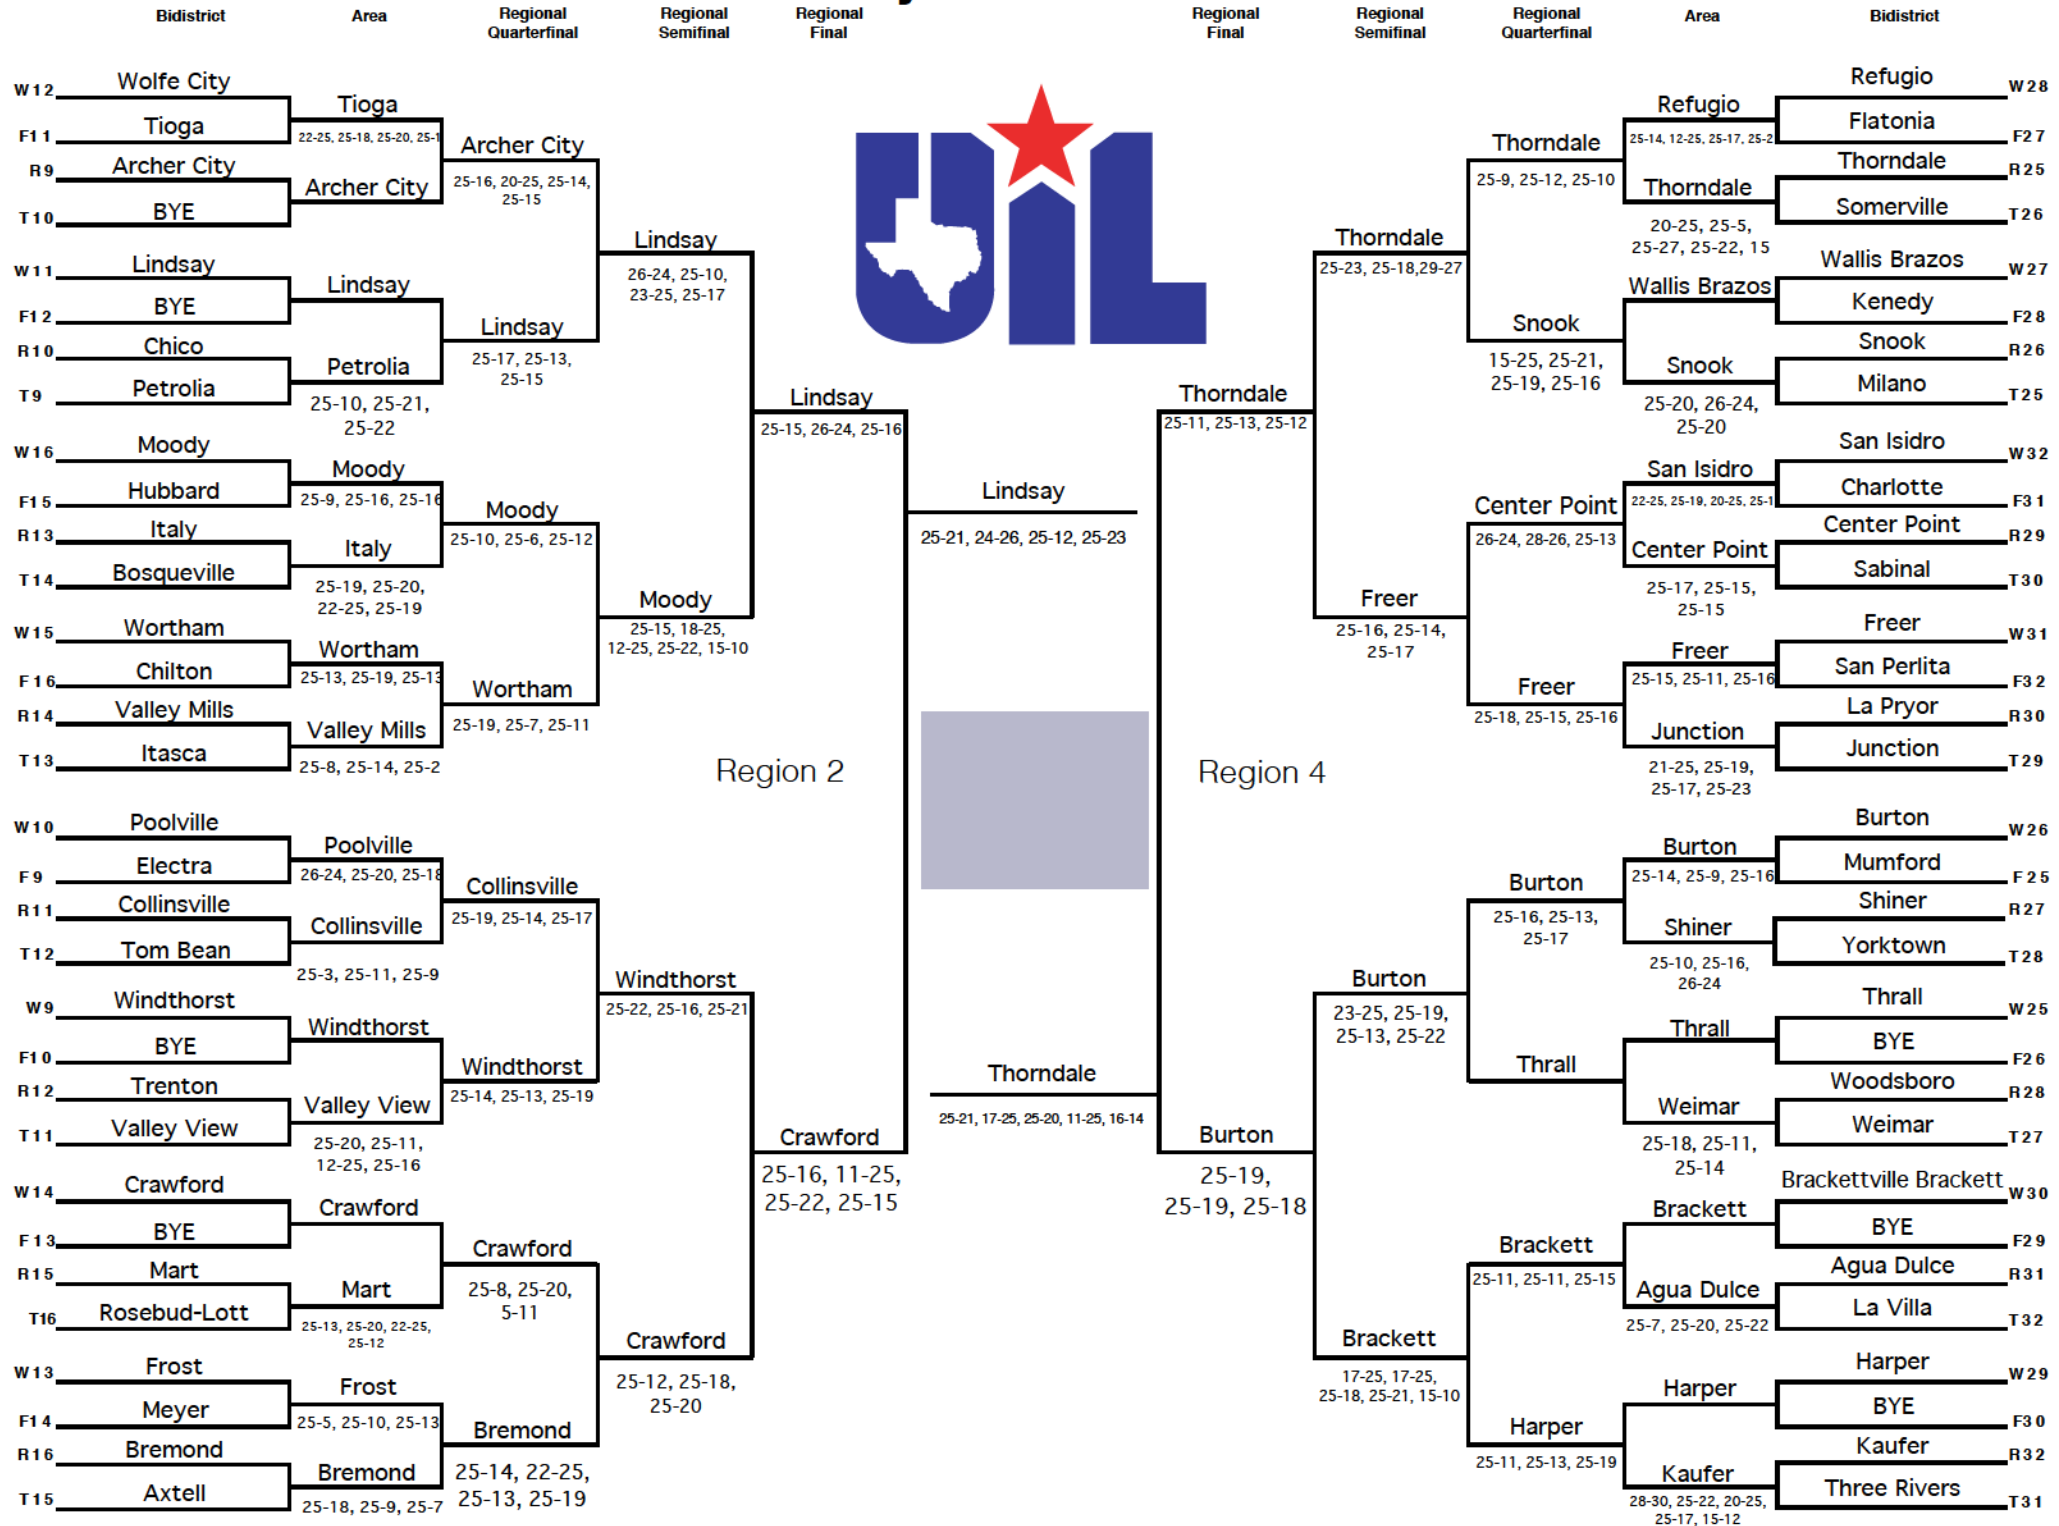 Bidistrict
Area
Regional
Quarterfinal
Regional
Semifinal
Regional
Final
Regional
Final
Regional
Semifinal
Regional
Quarterfinal
Area
Bidistrict
W12
Wolfe City
F11
Tioga
R9
Archer City
T10
BYE
W11
Lindsay
F12
BYE
R10
Chico
T9
Petrolia
W16
Moody
F15
Hubbard
R13
Italy
T14
Bosqueville
W15
Wortham
F16
Chilton
R14
Valley Mills
T13
Itasca
W10
Poolville
F9
Electra
R11
Collinsville
T12
Tom Bean
W9
Windthorst
F10
BYE
R12
Trenton
T11
Valley View
W14
Crawford
F13
BYE
R15
Mart
T16
Rosebud-Lott
W13
Frost
F14
Meyer
R16
Bremond
T15
Axtell
Tioga
22-25, 25-18, 25-20, 25-1
Archer City
Lindsay
Petrolia
25-10, 25-21,
25-22
Moody
25-9, 25-16, 25-16
Italy
25-19, 25-20,
22-25, 25-19
Wortham
25-13, 25-19, 25-13
Valley Mills
25-8, 25-14, 25-2
Poolville
26-24, 25-20, 25-18
Collinsville
25-3, 25-11, 25-9
Windthorst
Valley View
25-20, 25-11,
12-25, 25-16
Crawford
Mart
25-13, 25-20, 22-25,
25-12
Frost
25-5, 25-10, 25-13
Bremond
25-18, 25-9, 25-7
Archer City
25-16, 20-25, 25-14,
25-15
Lindsay
25-17, 25-13,
25-15
Moody
25-10, 25-6, 25-12
Wortham
25-19, 25-7, 25-11
Collinsville
25-19, 25-14, 25-17
Windthorst
25-14, 25-13, 25-19
Crawford
25-8, 25-20,
5-11
Bremond
25-14, 22-25,
25-13, 25-19
Lindsay
26-24, 25-10,
23-25, 25-17
Moody
25-15, 18-25,
12-25, 25-22, 15-10
Windthorst
25-22, 25-16, 25-21
Crawford
25-12, 25-18,
25-20
Lindsay
25-15, 26-24, 25-16
Crawford
25-16, 11-25,
25-22, 25-15
Region 2
UIL
Lindsay
25-21, 24-26, 25-12, 25-23
Thorndale
25-21, 17-25, 25-20, 11-25, 16-14
Region 4
Thorndale
25-11, 25-13, 25-12
Burton
25-19,
25-19, 25-18
Thorndale
25-23, 25-18,29-27
Freer
25-16, 25-14,
25-17
Burton
23-25, 25-19,
25-13, 25-22
Brackett
17-25, 17-25,
25-18, 25-21, 15-10
Thorndale
25-9, 25-12, 25-10
Snook
15-25, 25-21,
25-19, 25-16
Center Point
26-24, 28-26, 25-13
Freer
25-18, 25-15, 25-16
Burton
25-16, 25-13,
25-17
Thrall
Brackett
25-11, 25-11, 25-15
Harper
25-11, 25-13, 25-19
Refugio
25-14, 12-25, 25-17, 25-2
Thorndale
20-25, 25-5,
25-27, 25-22, 15
Wallis Brazos
Snook
25-20, 26-24,
25-20
San Isidro
22-25, 25-19, 20-25, 25-1
Center Point
25-17, 25-15,
25-15
Freer
25-15, 25-11, 25-16
Junction
21-25, 25-19,
25-17, 25-23
Burton
25-14, 25-9, 25-16
Shiner
25-10, 25-16,
26-24
Thrall
Weimar
25-18, 25-11,
25-14
Brackett
Agua Dulce
25-7, 25-20, 25-22
Harper
Kaufer
28-30, 25-22, 20-25,
25-17, 15-12
Refugio
W28
Flatonia
F27
Thorndale
R25
Somerville
T26
Wallis Brazos
W27
Kenedy
F28
Snook
R26
Milano
T25
San Isidro
W32
Charlotte
F31
Center Point
R29
Sabinal
T30
Freer
W31
San Perlita
F32
La Pryor
R30
Junction
T29
Burton
W26
Mumford
F25
Shiner
R27
Yorktown
T28
Thrall
W25
BYE
F26
Woodsboro
R28
Weimar
T27
Brackettville Brackett
W30
BYE
F29
Agua Dulce
R31
La Villa
T32
Harper
W29
BYE
F30
Kaufer
R32
Three Rivers
T31